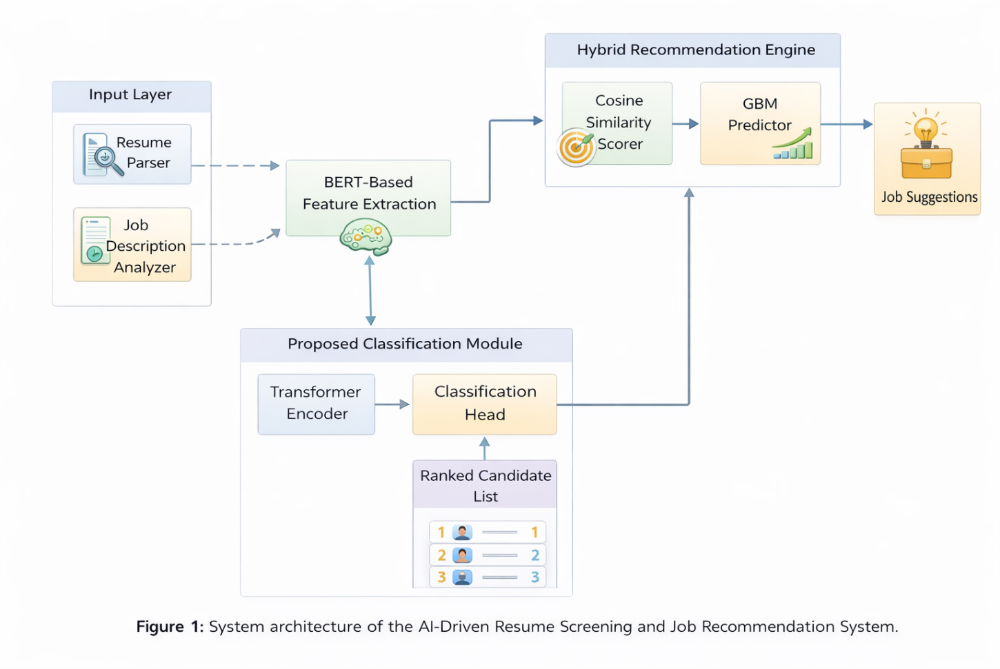 Hybrid Recommendation Engine
Input Layer
Resume
Parser
Job
Description
Analyzer
BERT-Based
Feature Extraction
Cosine
Similarity
Scorer
GBM
Predictor
Job Suggestions
Proposed Classification Module
Transformer
Encoder
Classification
Head
Ranked Candidate
List
1 1
2 2
3 3
Figure 1: System architecture of the AI-Driven Resume Screening and Job Recommendation System.